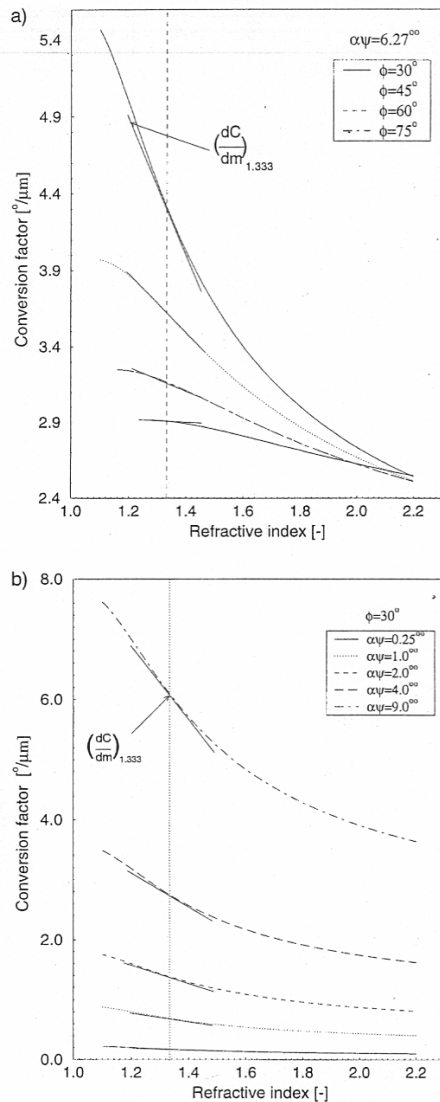 a)
5.4
4.9
4.4
3.9
3.4
2.9
2.4
Conversion factor [°/μm]
αψ=6.27°°
ϕ=30°
ϕ=45°
ϕ=60°
ϕ=75°
(dC/dm)1.333
1.0 1.2 1.4 1.6 1.8 2.0 2.2
Refractive index [-]
b)
8.0
6.0
4.0
2.0
0.0
Conversion factor [°/μm]
ϕ=30°
αψ=0.25°°
αψ=1.0°°
αψ=2.0°°
αψ=4.0°°
αψ=9.0°°
(dC/dm)1.333
1.0 1.2 1.4 1.6 1.8 2.0 2.2
Refractive index [-]